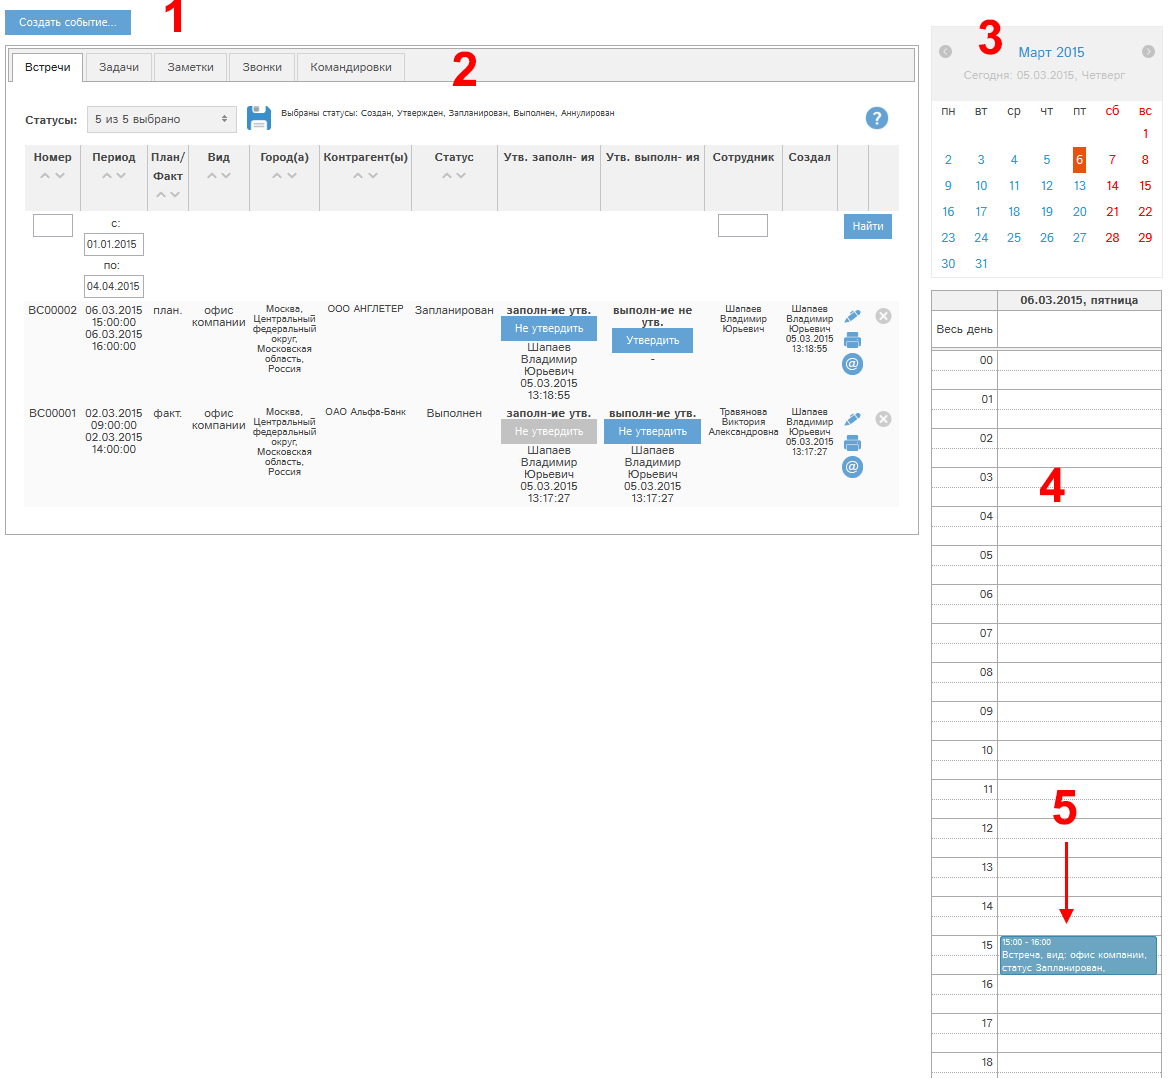 Создать событие...
1
Встречи
Задачи
Заметки
Звонки
Командировки
2
Статусы:
5 из 5 выбрано
Выбраны статусы: Создан, Утвержден, Запланирован, Выполнен, Аннулирован
?
Номер
Период
План/
Факт
Вид
Город(а)
Контрагент(ы)
Статус
Утв. заполн- ия
Утв. выполн- ия
Сотрудник
Создал
с:
01.01.2015
по:
04.04.2015
Найти
ВС00002
06.03.2015
15:00:00
06.03.2015
16:00:00
план.
офис
компании
Москва,
Центральный
федеральный
округ,
Московская
область,
Россия
ООО АНГЛЕТЕР
Запланирован
заполн-ие утв.
Не утвердить
Шапаев
Владимир
Юрьевич
05.03.2015
13:18:55
выполн-ие не
утв.
Утвердить
-
Шапаев
Владимир
Юрьевич
Шапаев
Владимир
Юрьевич
05.03.2015
13:18:55
@
ВС00001
02.03.2015
09:00:00
02.03.2015
14:00:00
факт.
офис
компании
Москва,
Центральный
федеральный
округ,
Московская
область,
Россия
ОАО Альфа-Банк
Выполнен
заполн-ие утв.
Не утвердить
Шапаев
Владимир
Юрьевич
05.03.2015
13:17:27
выполн-ие утв.
Не утвердить
Шапаев
Владимир
Юрьевич
05.03.2015
13:17:27
Травянова
Виктория
Александровна
Шапаев
Владимир
Юрьевич
05.03.2015
13:17:27
@
3
Март 2015
Сегодня: 05.03.2015, Четверг
пн вт ср чт пт сб вс
1
2 3 4 5 6 7 8
9 10 11 12 13 14 15
16 17 18 19 20 21 22
23 24 25 26 27 28 29
30 31
06.03.2015, пятница
Весь день
00
01
02
03
4
04
05
06
07
08
09
10
11
5
12
13
14
15
15:00 - 16:00
Встреча, вид: офис компании,
статус Запланирован,
16
17
18